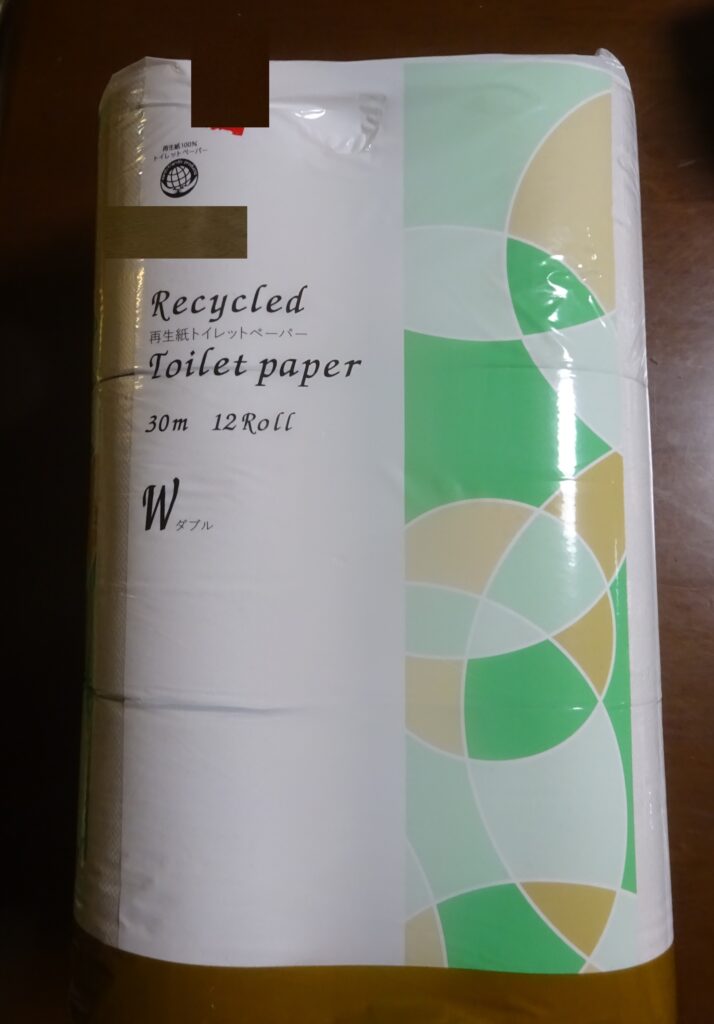 再生紙100%
トイレットペーパー
Recycled
再生紙トイレットペーパー
Toilet paper
30m 12Roll
W ダブル